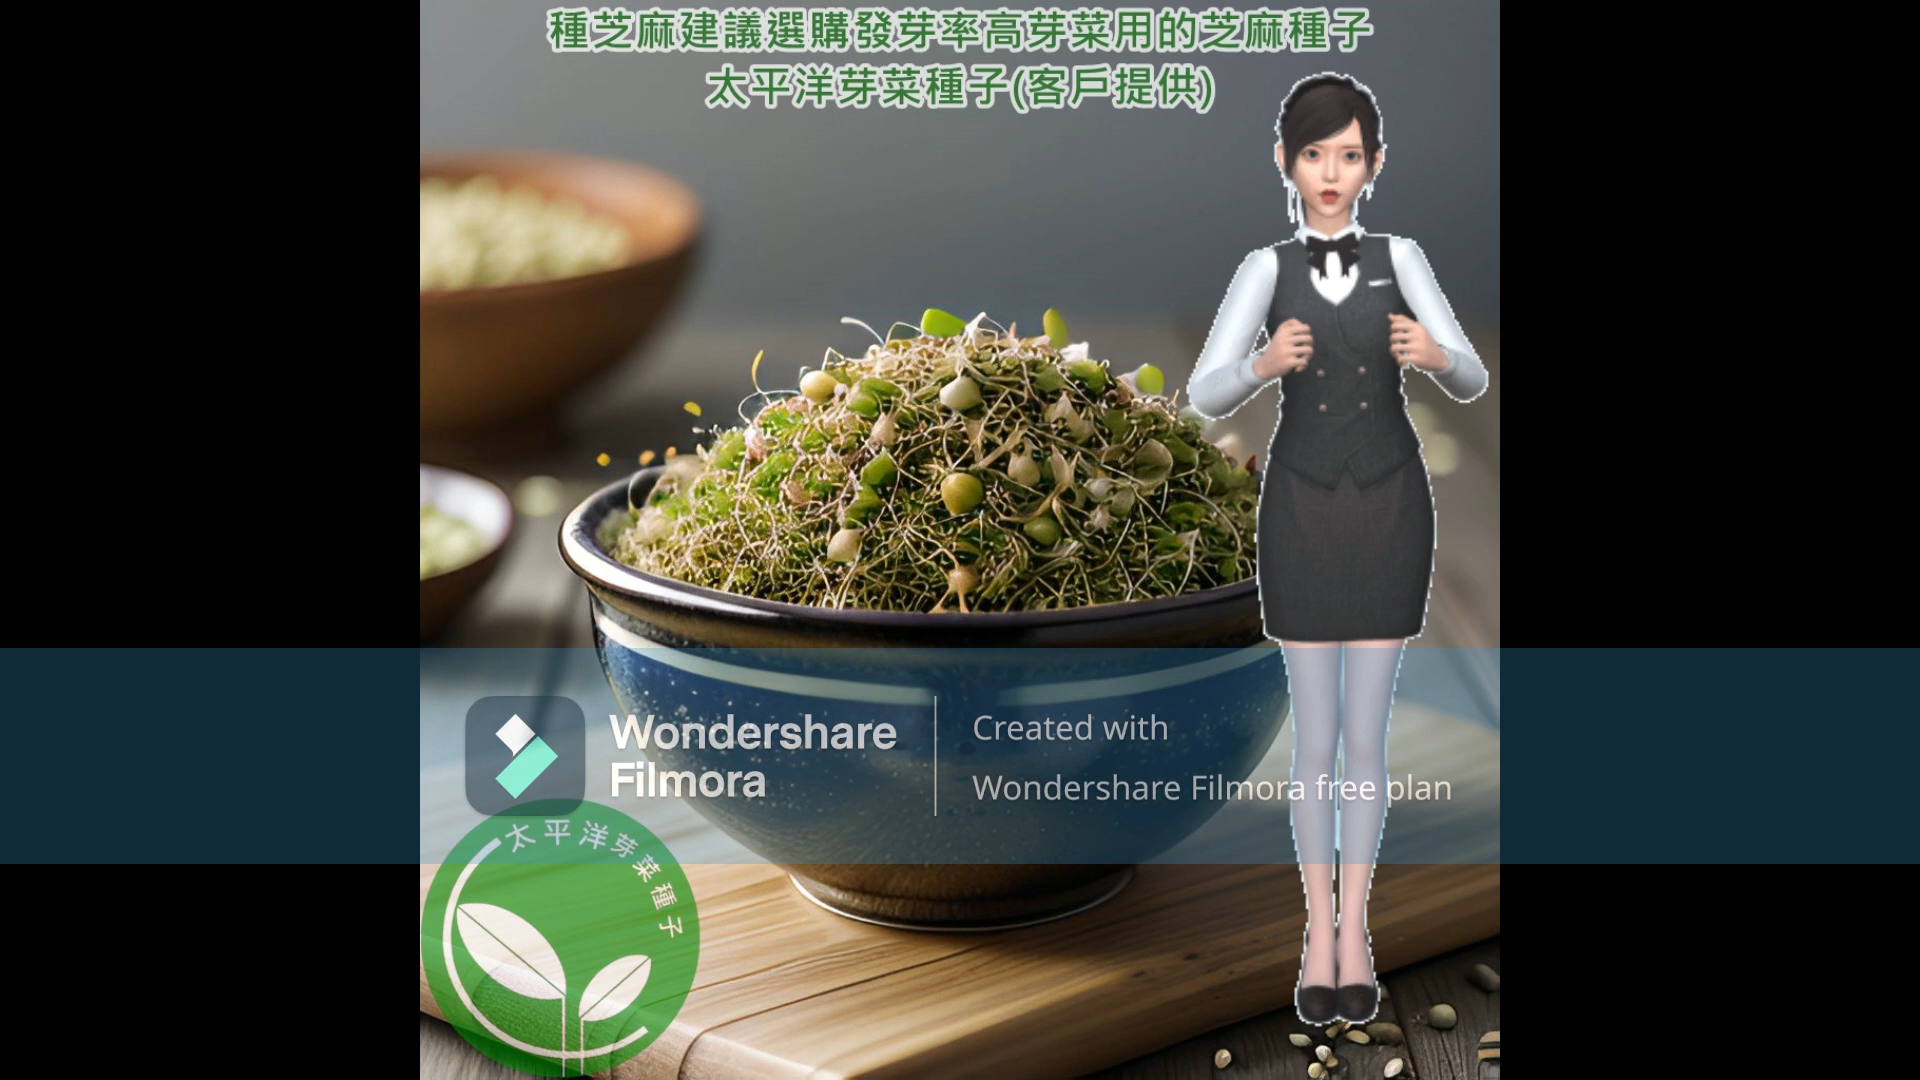 種芝麻建議選購發芽率高芽菜用的芝麻種子
太平洋芽菜種子(客戶提供)
Wondershare
Filmora
Created with
Wondershare Filmora free plan
太平洋芽菜種子